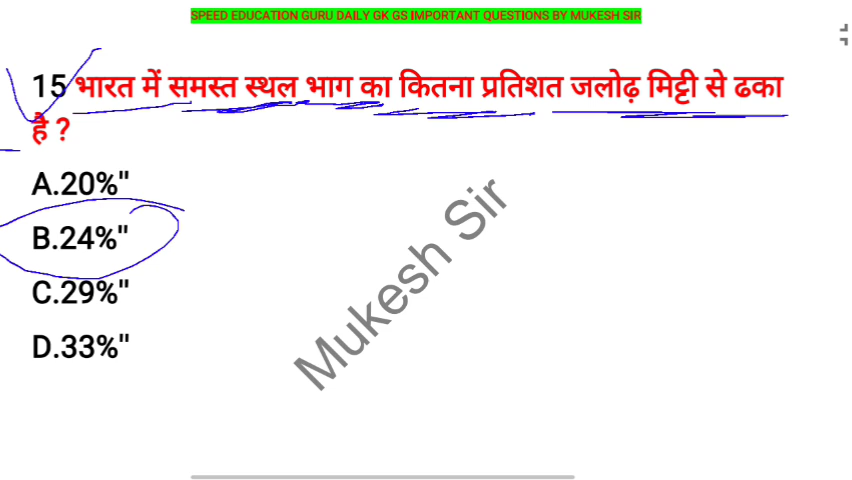 SPEED EDUCATION GURU DAILY GK GS IMPORTANT QUESTIONS BY MUKESH SIR
15 भारत में समस्त स्थल भाग का कितना प्रतिशत जलोढ़ मिट्टी से ढका
है ?
A.20%"
B.24%"
C.29%"
D.33%"
Mukesh Sir